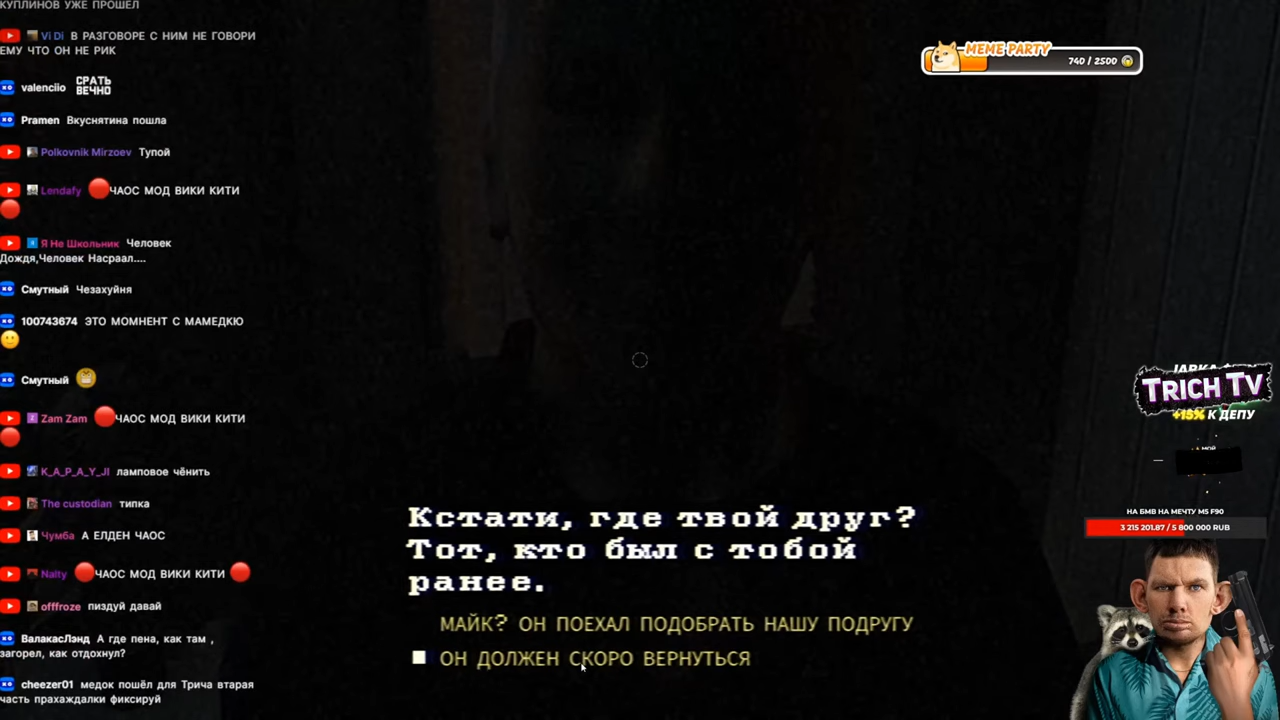 КУПЛИНОВ УЖЕ ПРОШЕЛ
Vi Di В РАЗГОВОРЕ С НИМ НЕ ГОВОРИ
ЕМУ ЧТО ОН НЕ РИК
MEME PARTY
740 / 2500
valenciio СРАТЬ
ВЕЧНО
Pramen Вкуснятина пошла
Polkovnik Mirzoev Тупой
Lendafy ЧАОС МОД ВИКИ КИТИ
Я Не Школьник Человек
Дождя,Человек Насраал....
Смутный Чезахуйня
100743674 ЭТО МОМНЕНТ С МАМЕДКЮ
Смутный
Zam Zam ЧАОС МОД ВИКИ КИТИ
K_A_P_A_Y_JI ламповое чёнить
The custodian типка
Чумба А ЕЛДЕН ЧАОС
Nalty ЧАОС МОД ВИКИ КИТИ
offfroze пиздуй давай
ВалакасЛэнд А где пена, как там ,
загорел, как отдохнул?
cheezer01 медок пошёл для Трича втарая
часть прахаждалки фиксируй
Кстати, где твой друг?
Тот, кто был с тобой
ранее.
МАЙК? ОН ПОЕХАЛ ПОДОБРАТЬ НАШУ ПОДРУГУ
ОН ДОЛЖЕН СКОРО ВЕРНУТЬСЯ
TRICH TV
+15% К ДЕПУ
НА БМВ НА МЕЧТУ M5 F90
3 215 201.87 / 5 800 000 RUB